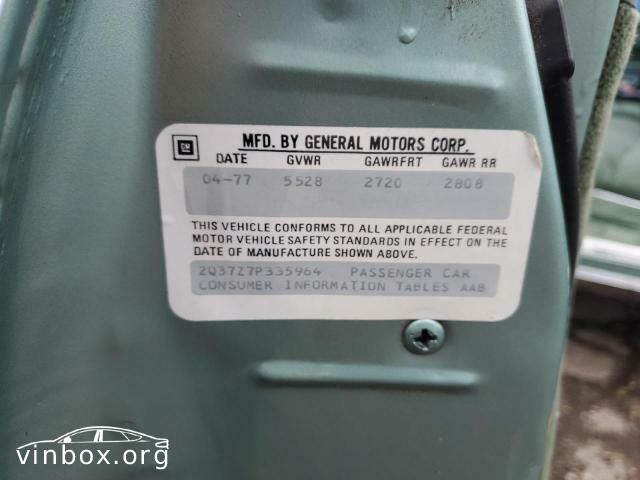 GM MFD. BY GENERAL MOTORS CORP.
DATE GVWR GAWRFRT GAWR RR
04-77 5528 2720 2808
THIS VEHICLE CONFORMS TO ALL APPLICABLE FEDERAL
MOTOR VEHICLE SAFETY STANDARDS IN EFFECT ON THE
DATE OF MANUFACTURE SHOWN ABOVE.
2Q37Z7P335964 PASSENGER CAR
CONSUMER INFORMATION TABLES AAB
vinbox.org